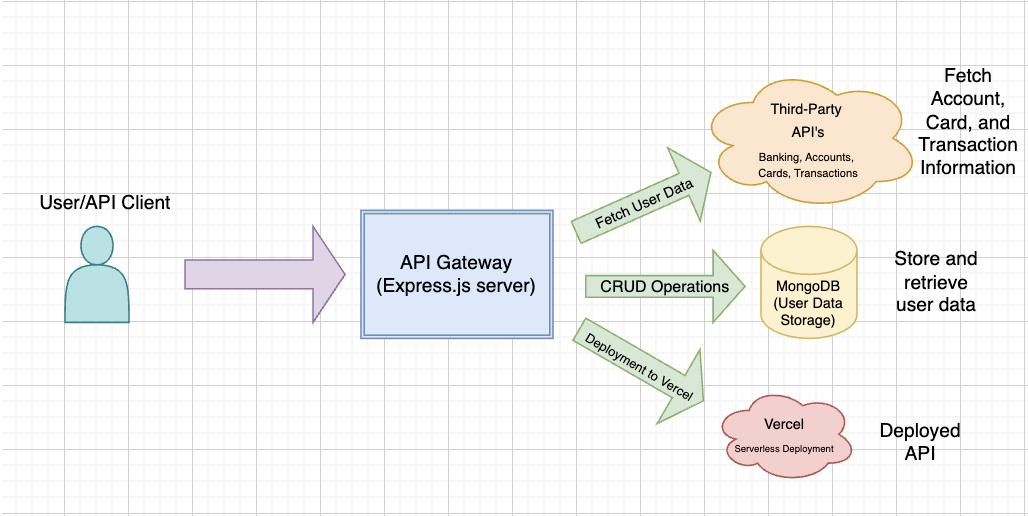 User/API Client
API Gateway
(Express.js server)
Fetch User Data
CRUD Operations
Deployment to Vercel
Third-Party
API's
Banking, Accounts,
Cards, Transactions
Fetch
Account,
Card, and
Transaction
Information
MongoDB
(User Data
Storage)
Store and
retrieve
user data
Vercel
Serverless Deployment
Deployed
API